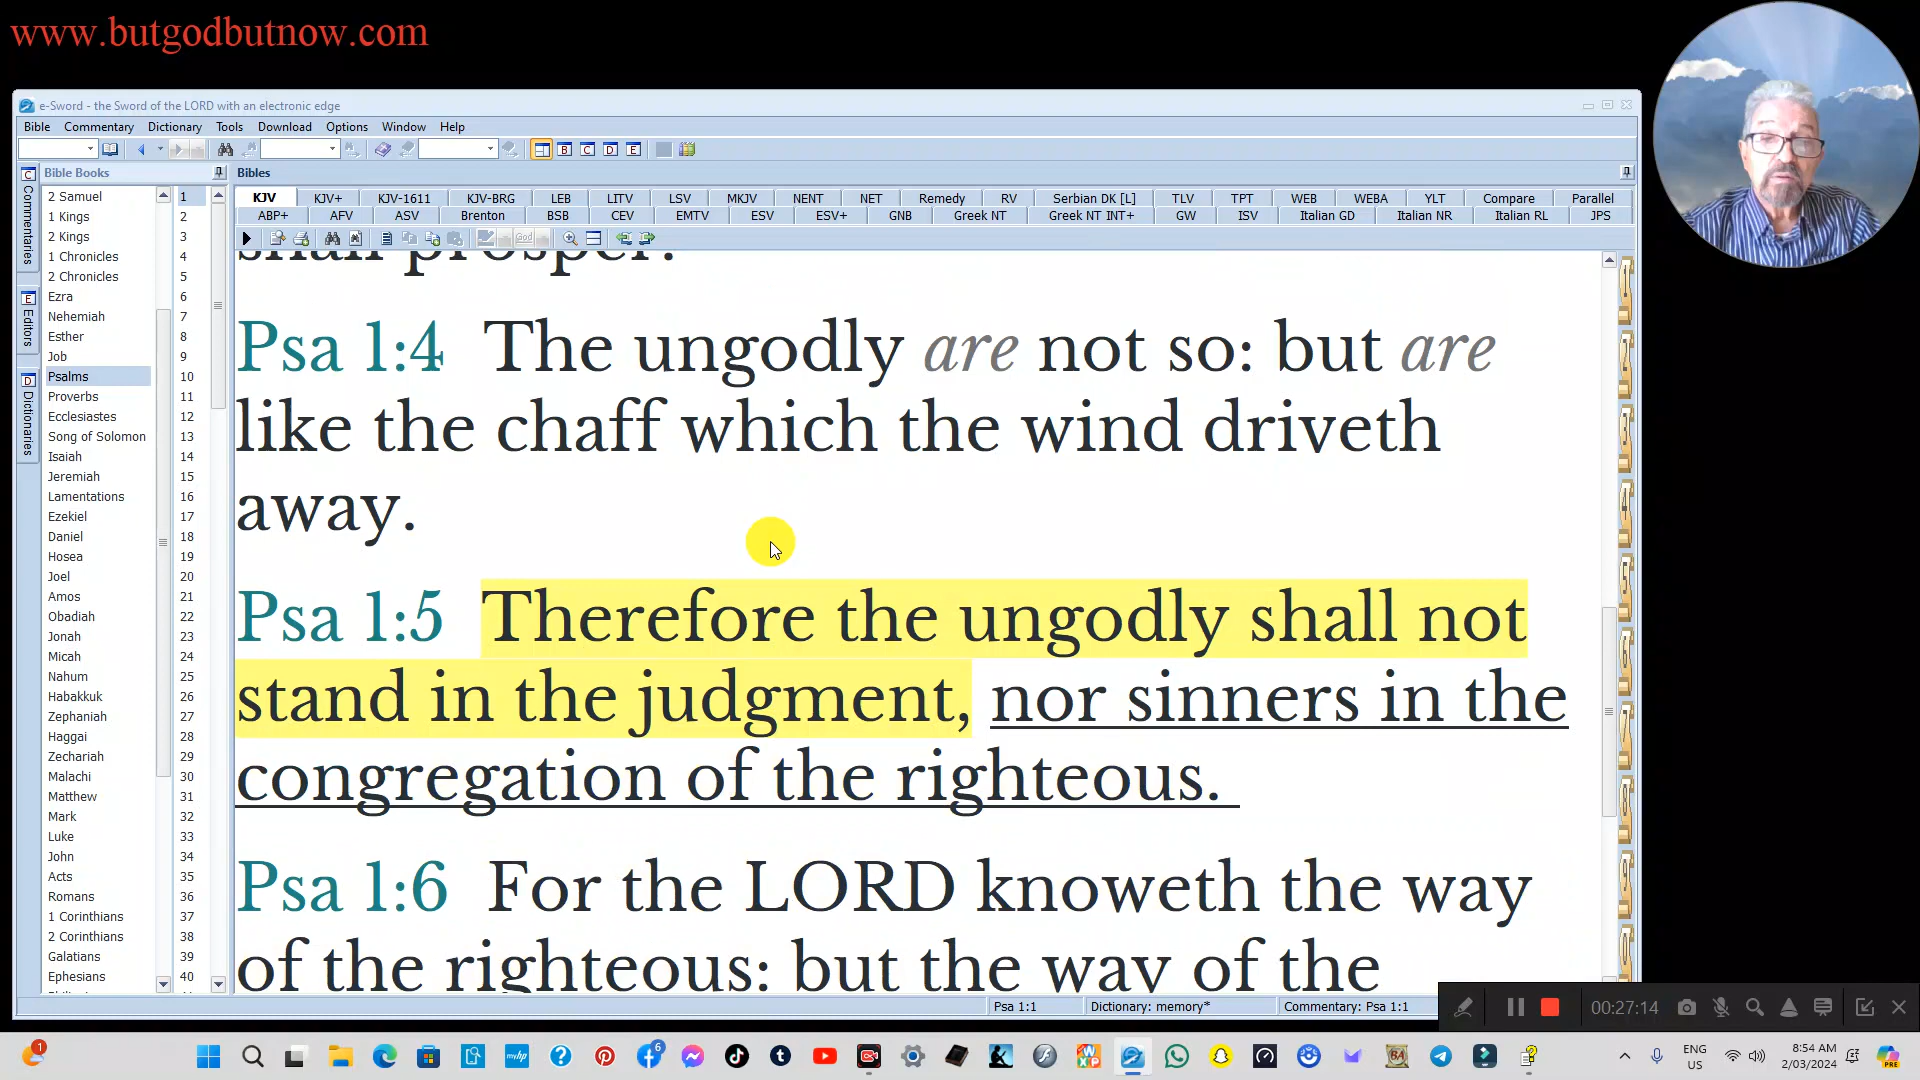 www.butgodbutnow.com
e-Sword - the Sword of the LORD with an electronic edge
Bible Commentary Dictionary Tools Download Options Window Help
Bible Books
Bibles
KJV KJV+ KJV-1611 KJV-BRG LEB LITV LSV MKJV NENT NET Remedy RV Serbian DK [L] TLV TPT WEB WEBA YLT Compare Parallel
ABP+ AFV ASV Brenton BSB CEV EMTV ESV ESV+ GNB Greek NT Greek NT INT+ GW ISV Italian GD Italian NR Italian RL JPS
Commentaries
Editors
Dictionaries
2 Samuel 1
1 Kings 2
2 Kings 3
1 Chronicles 4
2 Chronicles 5
Ezra 6
Nehemiah 7
Esther 8
Job 9
Psalms 10
Proverbs 11
Ecclesiastes 12
Song of Solomon 13
Isaiah 14
Jeremiah 15
Lamentations 16
Ezekiel 17
Daniel 18
Hosea 19
Joel 20
Amos 21
Obadiah 22
Jonah 23
Micah 24
Nahum 25
Habakkuk 26
Zephaniah 27
Haggai 28
Zechariah 29
Malachi 30
Matthew 31
Mark 32
Luke 33
John 34
Acts 35
Romans 36
1 Corinthians 37
2 Corinthians 38
Galatians 39
Ephesians 40
shall prosper.
Psa 1:4 The ungodly are not so: but are
like the chaff which the wind driveth
away.
Psa 1:5 Therefore the ungodly shall not
stand in the judgment, nor sinners in the
congregation of the righteous.
Psa 1:6 For the LORD knoweth the way
of the righteous: but the way of the
Psa 1:1 Dictionary: memory* Commentary: Psa 1:1
00:27:14
ENG
US
8:54 AM
2/03/2024